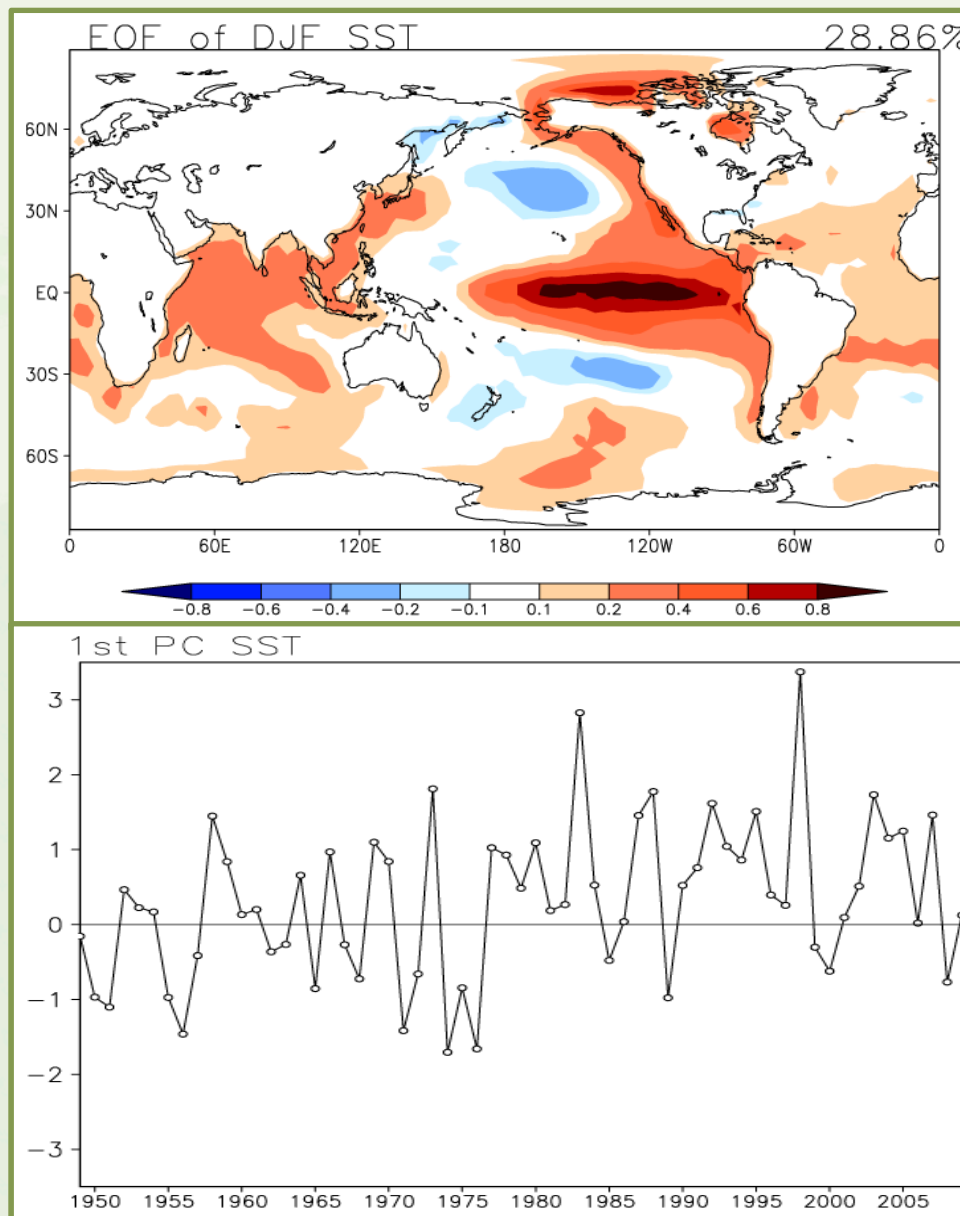 EOF of DJF SST 28.86%
60N
30N
EQ
30S
60S
0 60E 120E 180 120W 60W 0
-0.8 -0.6 -0.4 -0.2 -0.1 0.1 0.2 0.4 0.6 0.8
1st PC SST
3
2
1
0
-1
-2
-3
1950 1955 1960 1965 1970 1975 1980 1985 1990 1995 2000 2005